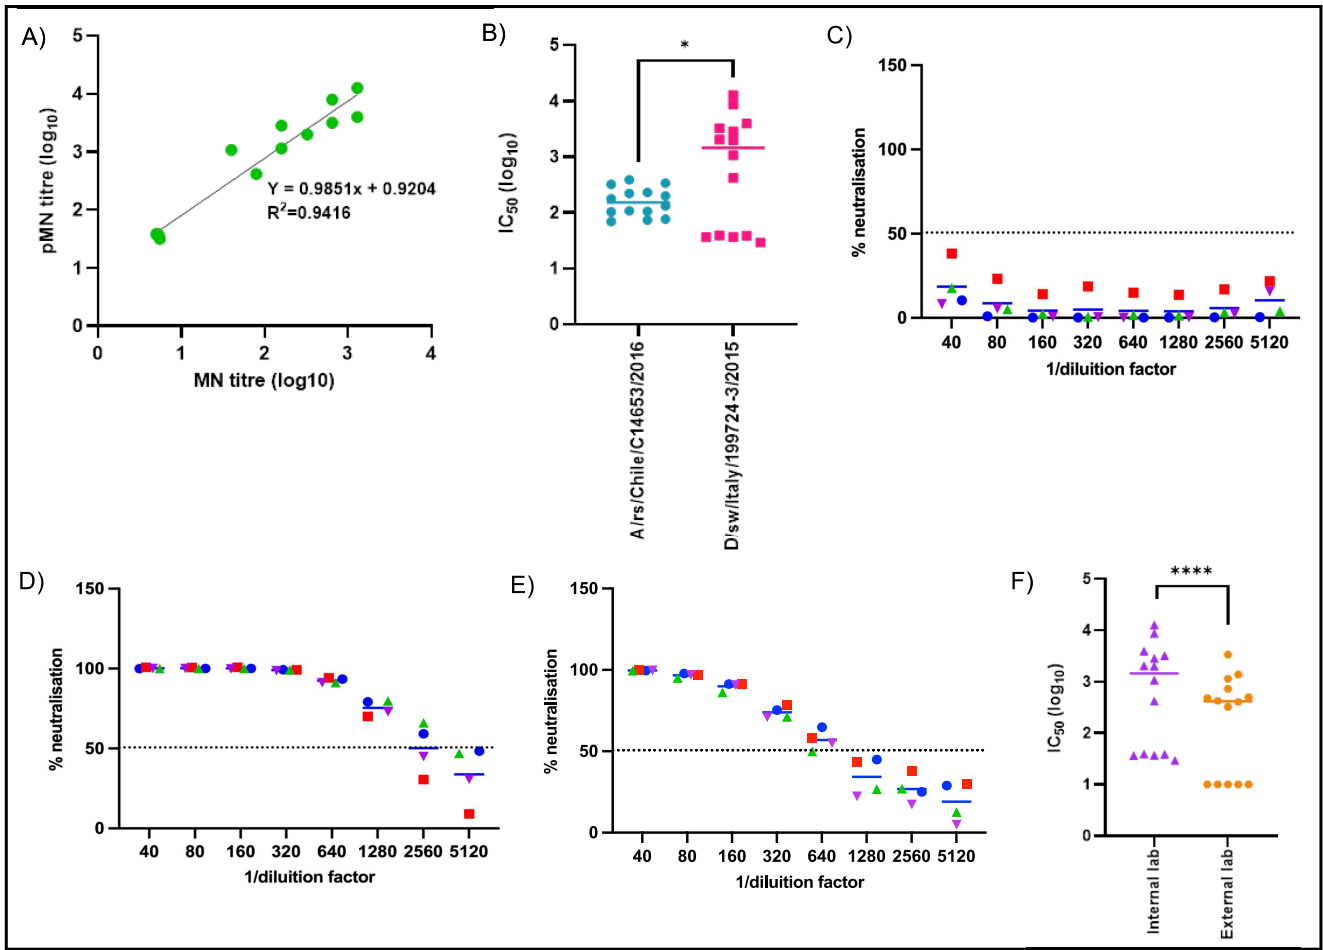 A)
5
4
3
2
1
0
pMN titre (log10)
Y = 0.9851x + 0.9204
R2=0.9416
0 1 2 3 4
MN titre (log10)
B)
*
5
4
3
2
1
0
IC50 (log10)
A/rs/Chile/C14653/2016
D/sw/Italy/199724-3/2015
C)
150
100
50
0
% neutralisation
40 80 160 320 640 1280 2560 5120
1/diluition factor
D)
150
100
50
0
% neutralisation
40 80 160 320 640 1280 2560 5120
1/diluition factor
E)
150
100
50
0
% neutralisation
40 80 160 320 640 1280 2560 5120
1/diluition factor
F)
****
5
4
3
2
1
0
IC50 (log10)
Internal lab
External lab